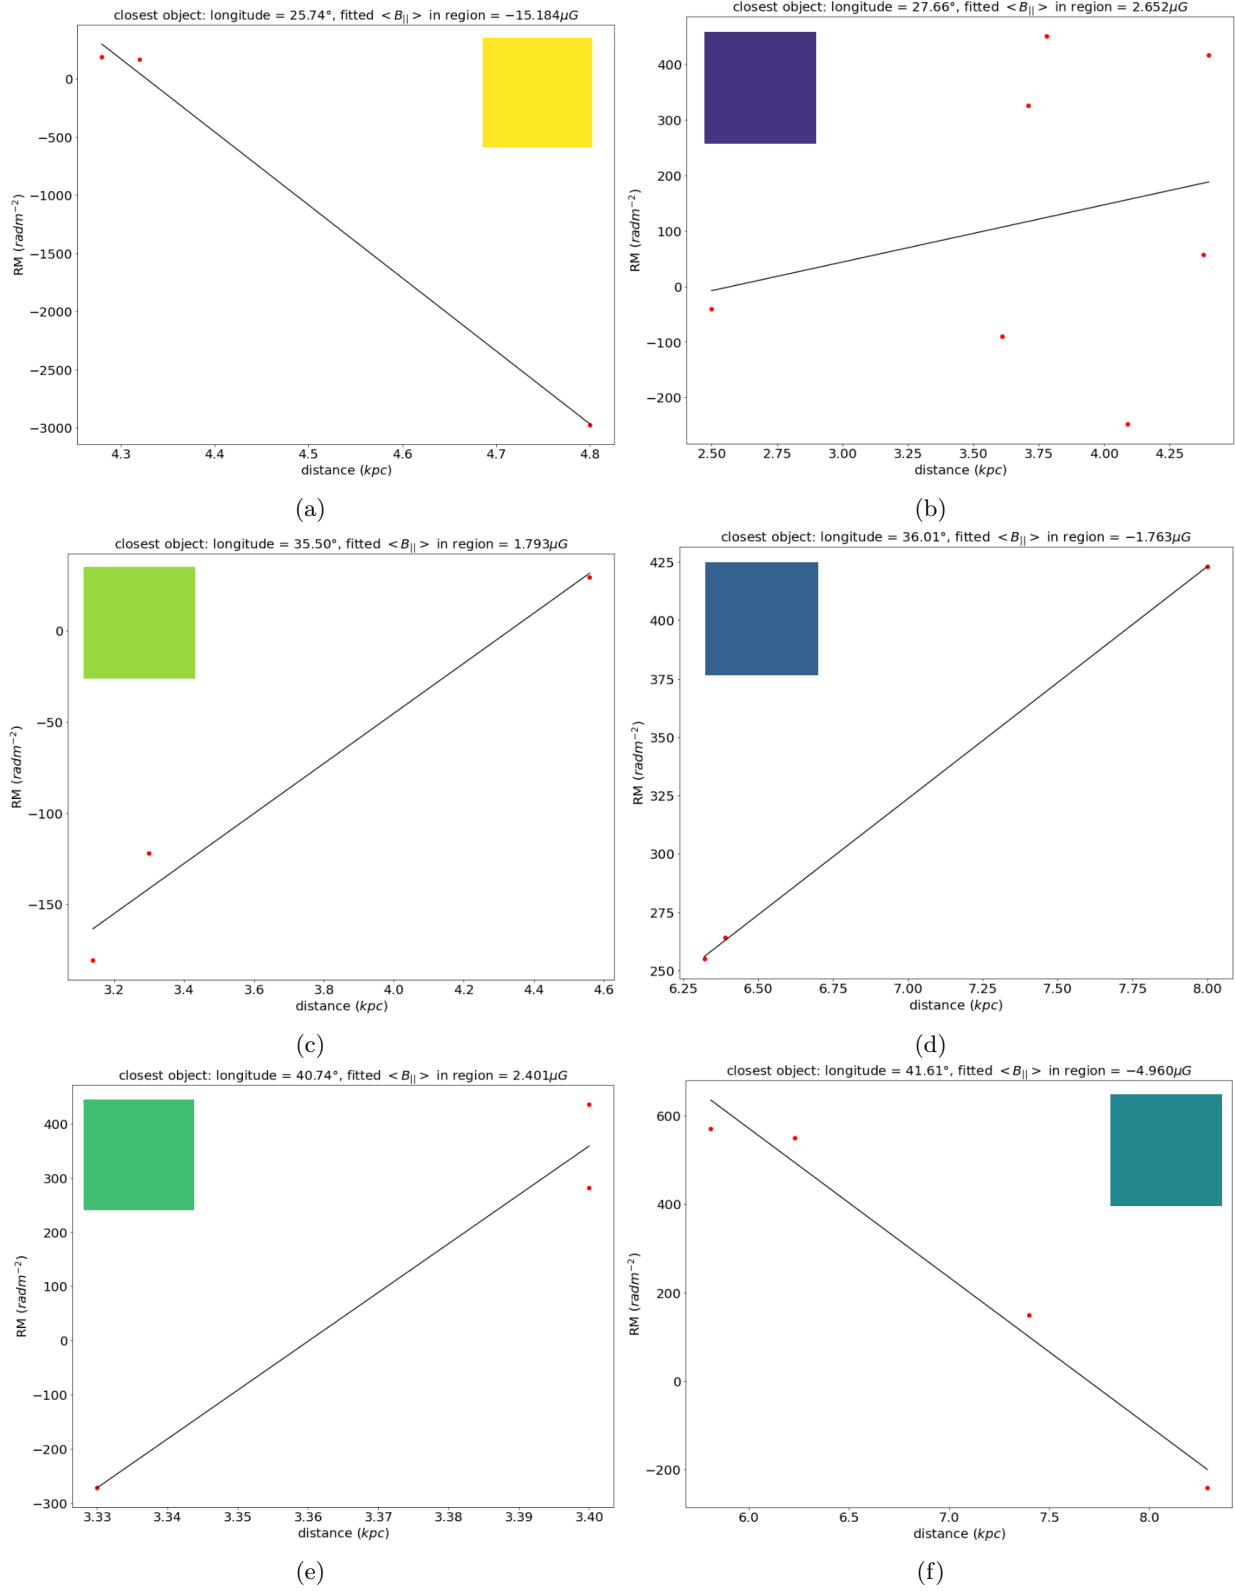 closest object: longitude = 25.74°, fitted < B_{||} > in region = −15.184μG
0
−500
−1000
−1500
−2000
−2500
−3000
RM (radm^{−2})
4.3 4.4 4.5 4.6 4.7 4.8
distance (kpc)
(a)
closest object: longitude = 27.66°, fitted < B_{||} > in region = 2.652μG
400
300
200
100
0
−100
−200
RM (radm^{−2})
2.50 2.75 3.00 3.25 3.50 3.75 4.00 4.25
distance (kpc)
(b)
closest object: longitude = 35.50°, fitted < B_{||} > in region = 1.793μG
0
−50
−100
−150
RM (radm^{−2})
3.2 3.4 3.6 3.8 4.0 4.2 4.4 4.6
distance (kpc)
(c)
closest object: longitude = 36.01°, fitted < B_{||} > in region = −1.763μG
425
400
375
350
325
300
275
250
RM (radm^{−2})
6.25 6.50 6.75 7.00 7.25 7.50 7.75 8.00
distance (kpc)
(d)
closest object: longitude = 40.74°, fitted < B_{||} > in region = 2.401μG
400
300
200
100
0
−100
−200
−300
RM (radm^{−2})
3.33 3.34 3.35 3.36 3.37 3.38 3.39 3.40
distance (kpc)
(e)
closest object: longitude = 41.61°, fitted < B_{||} > in region = −4.960μG
600
400
200
0
−200
RM (radm^{−2})
6.0 6.5 7.0 7.5 8.0
distance (kpc)
(f)